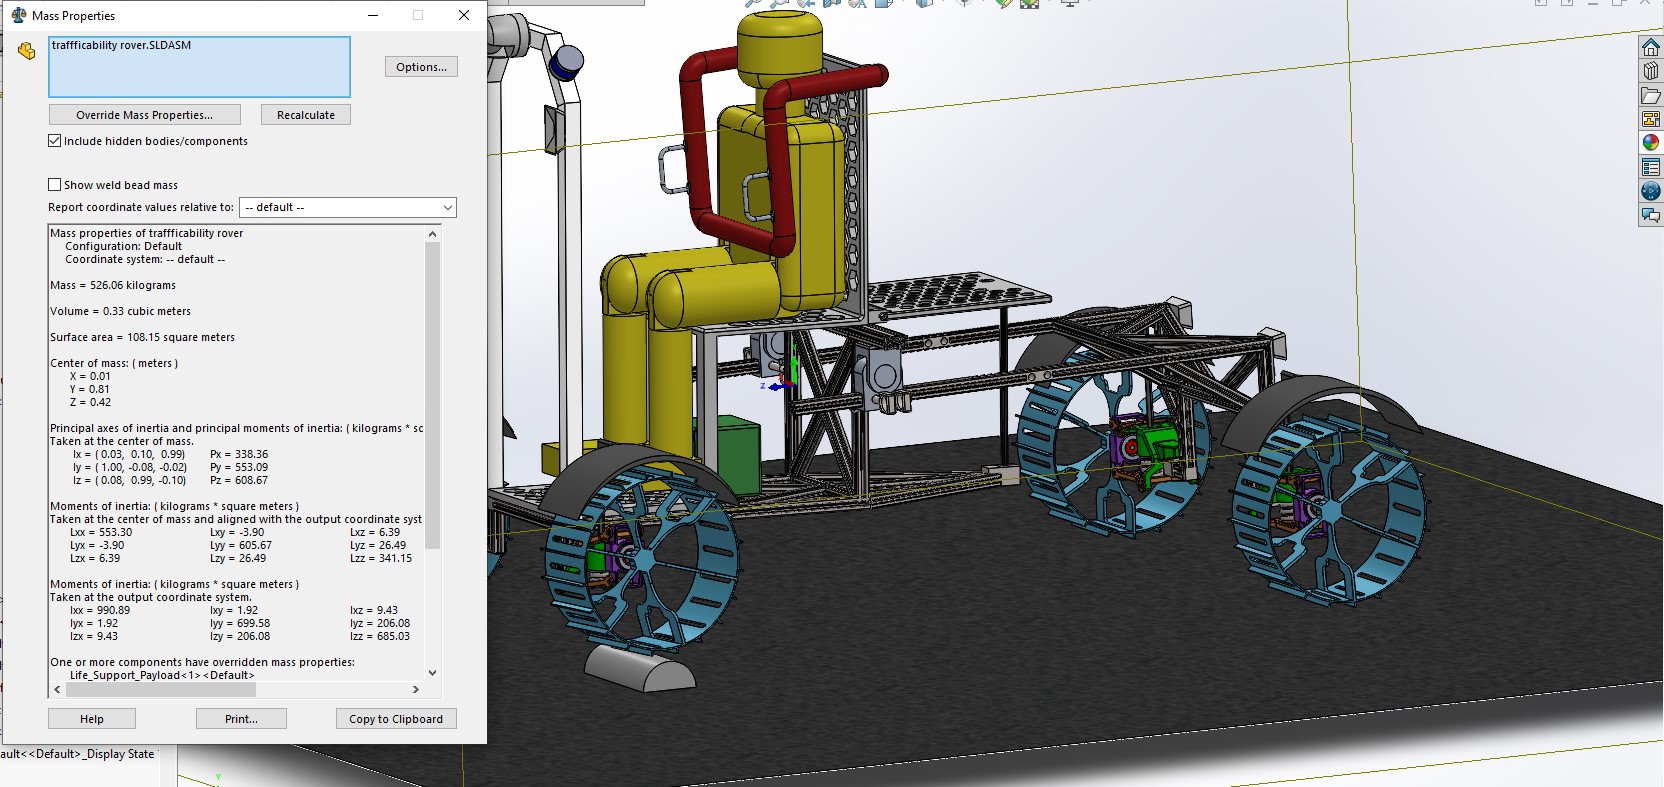 Mass Properties
traffficability rover.SLDASM
Options...
Override Mass Properties...
Recalculate
Include hidden bodies/components
Show weld bead mass
Report coordinate values relative to:
-- default --
Mass properties of traffficability rover
Configuration: Default
Coordinate system: -- default --
Mass = 526.06 kilograms
Volume = 0.33 cubic meters
Surface area = 108.15 square meters
Center of mass: ( meters )
X = 0.01
Y = 0.81
Z = 0.42
Principal axes of inertia and principal moments of inertia: ( kilograms * sc
Taken at the center of mass.
Ix = ( 0.03, 0.10, 0.99) Px = 338.36
Iy = ( 1.00, -0.08, -0.02) Py = 553.09
Iz = ( 0.08, 0.99, -0.10) Pz = 608.67
Moments of inertia: ( kilograms * square meters )
Taken at the center of mass and aligned with the output coordinate syst
Lxx = 553.30 Lxy = -3.90 Lxz = 6.39
Lyx = -3.90 Lyy = 605.67 Lyz = 26.49
Lzx = 6.39 Lzy = 26.49 Lzz = 341.15
Moments of inertia: ( kilograms * square meters )
Taken at the output coordinate system.
Ixx = 990.89 Ixy = 1.92 Ixz = 9.43
Iyx = 1.92 Iyy = 699.58 Iyz = 206.08
Izx = 9.43 Izy = 206.08 Izz = 685.03
One or more components have overridden mass properties:
Life_Support_Payload<1><Default>
Help
Print...
Copy to Clipboard
ault<<Default>_Display State
Z
Y